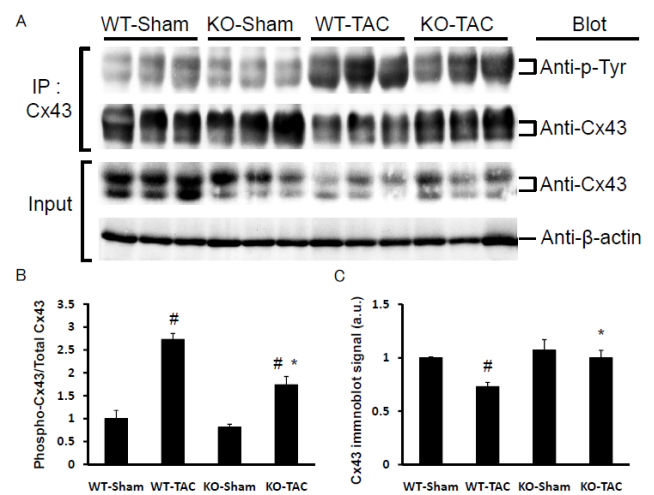 A
WT-Sham KO-Sham WT-TAC KO-TAC Blot
IP :
Cx43
Anti-p-Tyr
Anti-Cx43
Input
Anti-Cx43
Anti-β-actin
B
Phospho-Cx43/Total Cx43
3.5
3
2.5
2
1.5
1
0.5
0
#
# *
WT-Sham WT-TAC KO-Sham KO-TAC
C
Cx43 immnoblot signal (a.u.)
1.5
1
0.5
0
#
*
WT-Sham WT-TAC KO-Sham KO-TAC